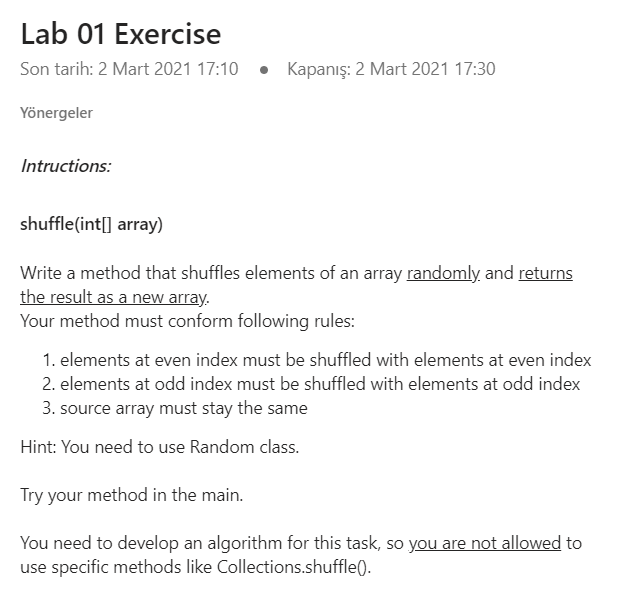 Lab 01 Exercise
Son tarih: 2 Mart 2021 17:10 • Kapanış: 2 Mart 2021 17:30
Yönergeler
Intructions:
shuffle(int[] array)
Write a method that shuffles elements of an array randomly and returns
the result as a new array.
Your method must conform following rules:
1. elements at even index must be shuffled with elements at even index
2. elements at odd index must be shuffled with elements at odd index
3. source array must stay the same
Hint: You need to use Random class.
Try your method in the main.
You need to develop an algorithm for this task, so you are not allowed to
use specific methods like Collections.shuffle().